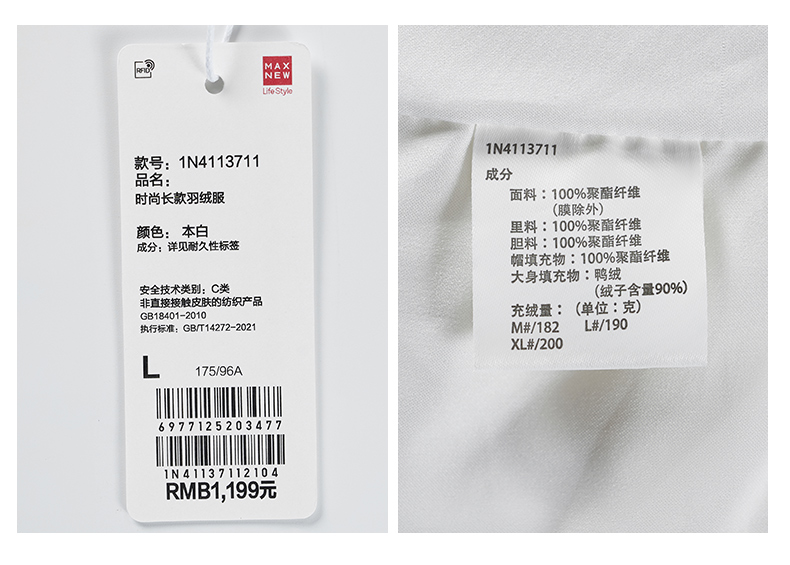 RFID
MAX
NEW
LifeStyle
款号：1N4113711
品名：
时尚长款羽绒服
颜色： 本白
成分：详见耐久性标签
安全技术类别：C类
非直接接触皮肤的纺织产品
GB18401-2010
执行标准：GB/T14272-2021
L 175/96A
6977125203477
1N41137112104
RMB1,199元
1N4113711
成分
面料：100%聚酯纤维
（膜除外）
里料：100%聚酯纤维
胆料：100%聚酯纤维
帽填充物：100%聚酯纤维
大身填充物：鸭绒
（绒子含量90%）
充绒量：（单位：克）
M#/182 L#/190
XL#/200